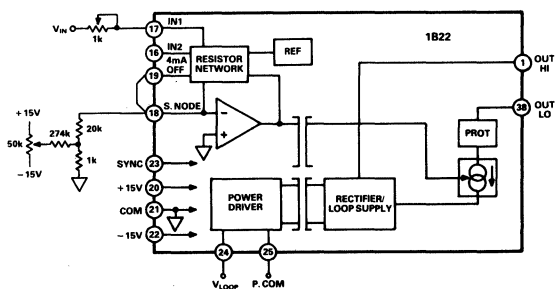 1B22
V_IN
1k
17
IN1
16
IN2
4mA
OFF
19
RESISTOR
NETWORK
REF
1
OUT
HI
38
OUT
LO
PROT
18
S. NODE
−
+
+15V
50k
−15V
274k
20k
1k
SYNC
23
+15V
20
COM
21
−15V
22
POWER
DRIVER
RECTIFIER/
LOOP SUPPLY
24
25
V_LOOP
P. COM